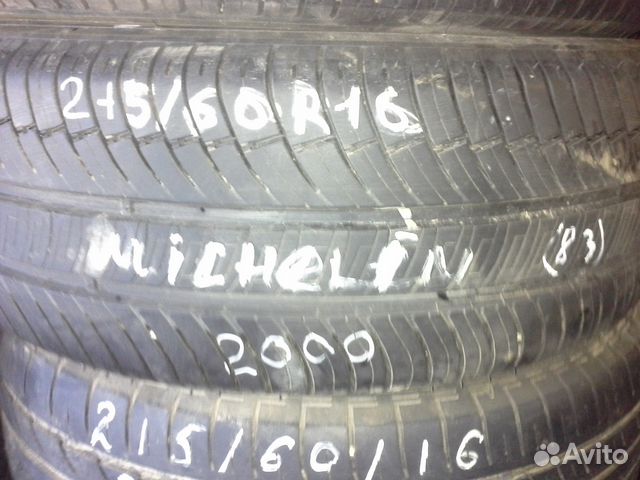 215/60R16
MICHELIN (83)
2000
215/60/16
Avito